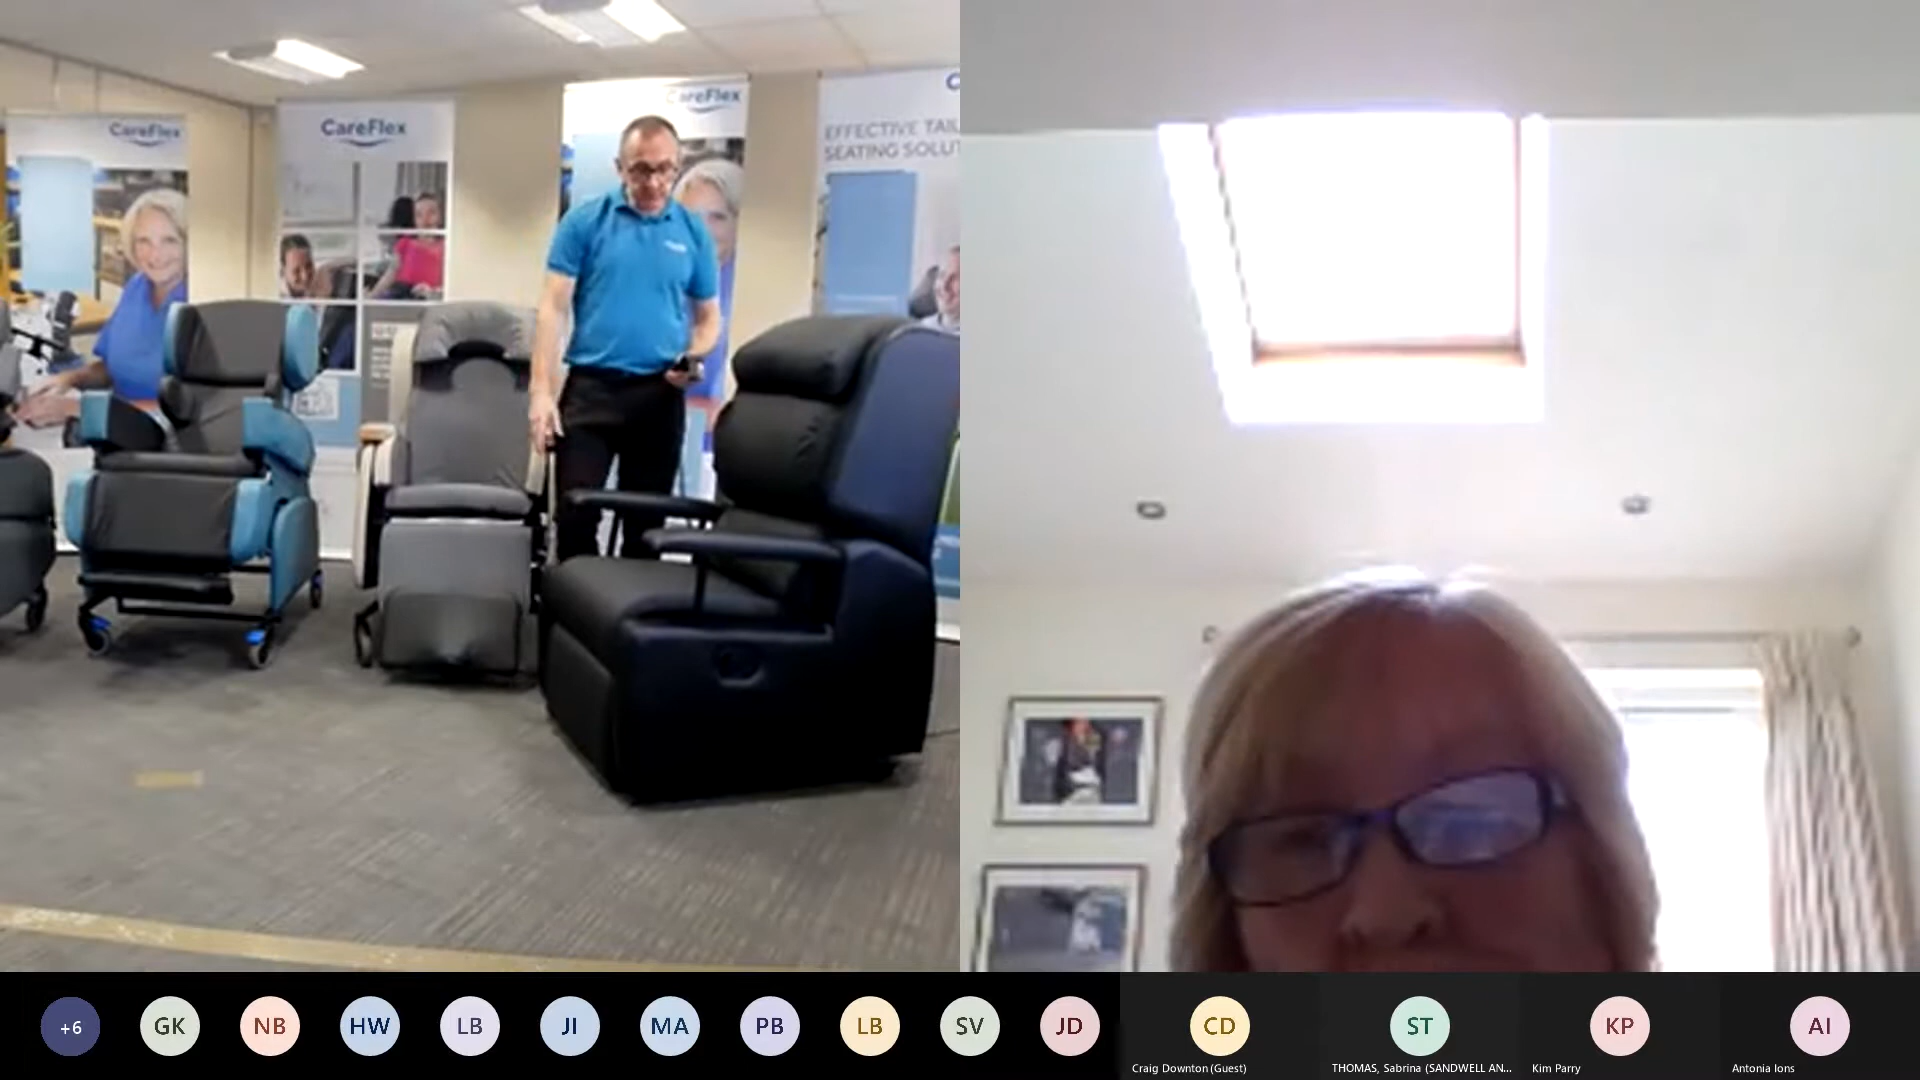 CareFlex
CareFlex
CareFlex
EFFECTIVE TAIL
SEATING SOLUT
+6
GK
NB
HW
LB
JI
MA
PB
LB
SV
JD
CD
ST
KP
AI
Craig Downton (Guest)
THOMAS, Sabrina (SANDWELL AN...
Kim Parry
Antonia Ions